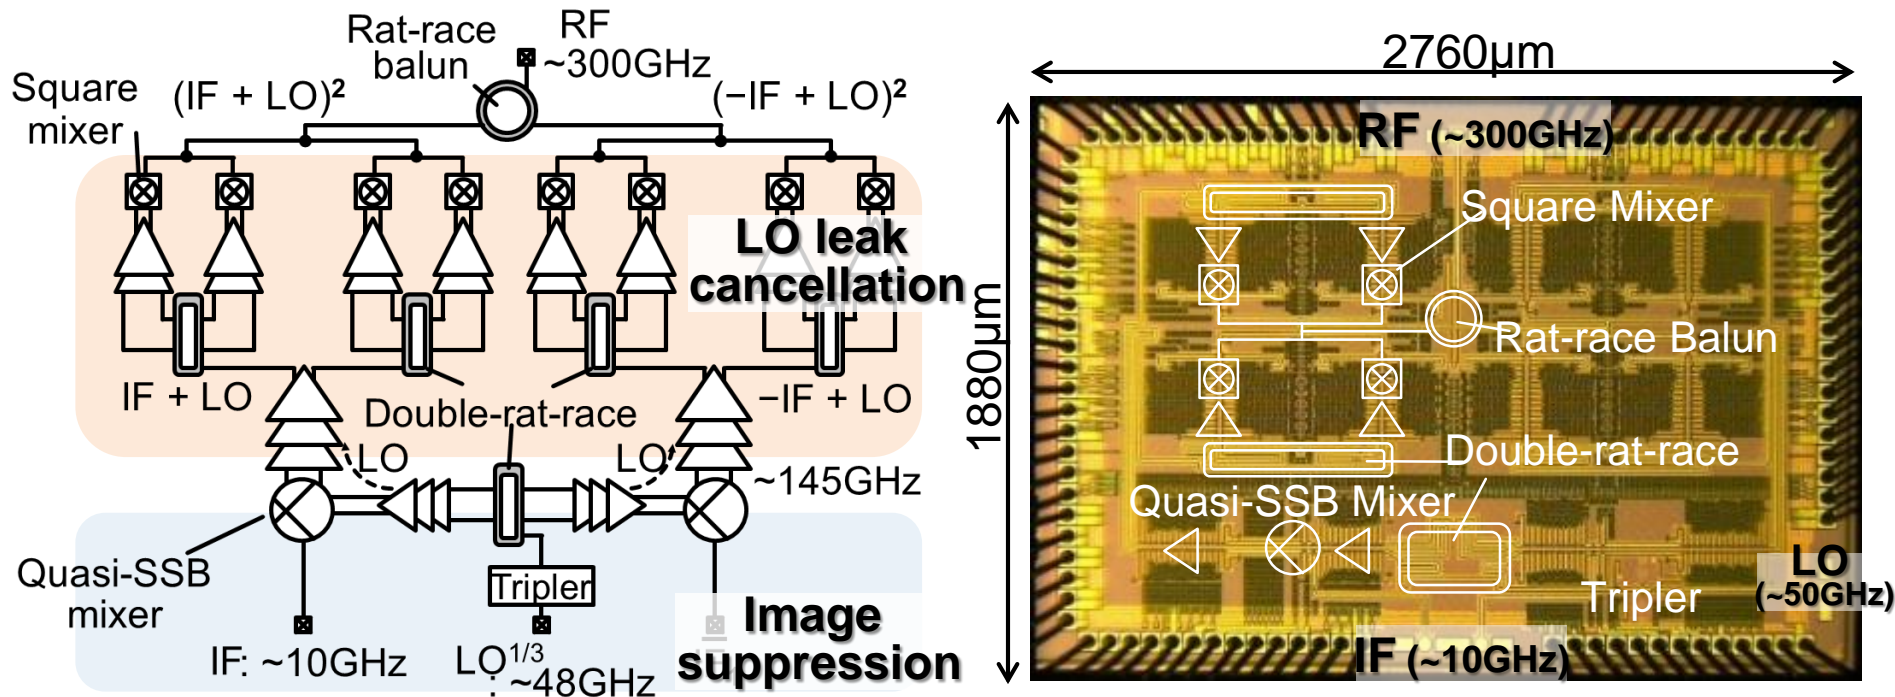 Rat-race
balun
RF
~300GHz
Square
mixer
(IF + LO)²
(−IF + LO)²
LO leak
cancellation
IF + LO
−IF + LO
Double-rat-race
LO
LO
~145GHz
Quasi-SSB
mixer
Tripler
Image
suppression
IF: ~10GHz
LO^1/3
: ~48GHz
2760μm
1880μm
RF (~300GHz)
Square Mixer
Rat-race Balun
Double-rat-race
Quasi-SSB Mixer
LO
(~50GHz)
Tripler
IF (~10GHz)